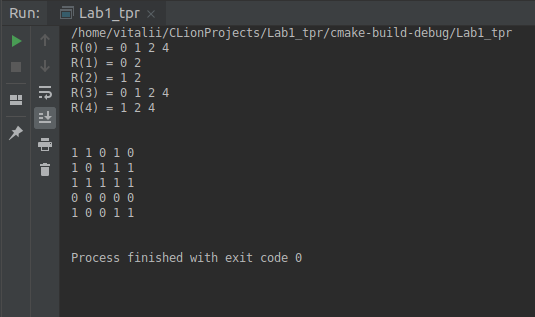 Run: Lab1_tpr
/home/vitalii/CLionProjects/Lab1_tpr/cmake-build-debug/Lab1_tpr
R(0) = 0 1 2 4
R(1) = 0 2
R(2) = 1 2
R(3) = 0 1 2 4
R(4) = 1 2 4
1 1 0 1 0
1 0 1 1 1
1 1 1 1 1
0 0 0 0 0
1 0 0 1 1
Process finished with exit code 0